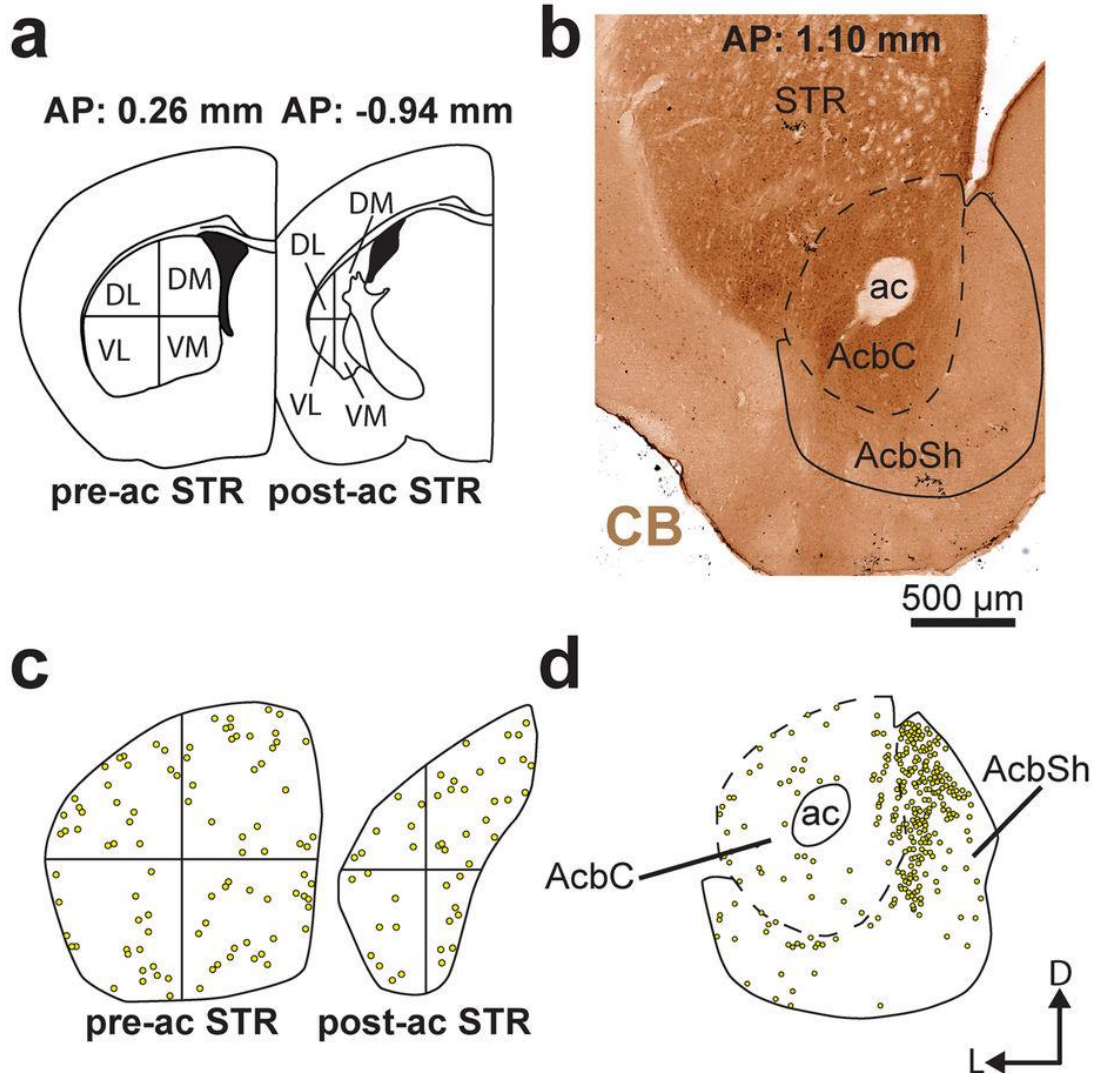 a
AP: 0.26 mm AP: -0.94 mm
DM
DL
DM
DL
VL
VM
VL
VM
pre-ac STR post-ac STR
b
AP: 1.10 mm
STR
ac
AcbC
AcbSh
CB
500 µm
c
pre-ac STR post-ac STR
d
AcbSh
ac
AcbC
D
L